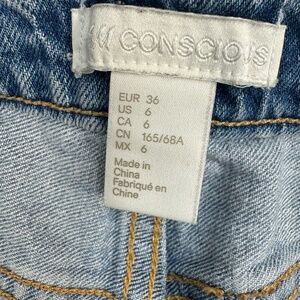 CONSCIOUS
EUR 36
US 6
CA 6
CN 165/68A
MX 6
Made in
China
Fabriqué en
Chine